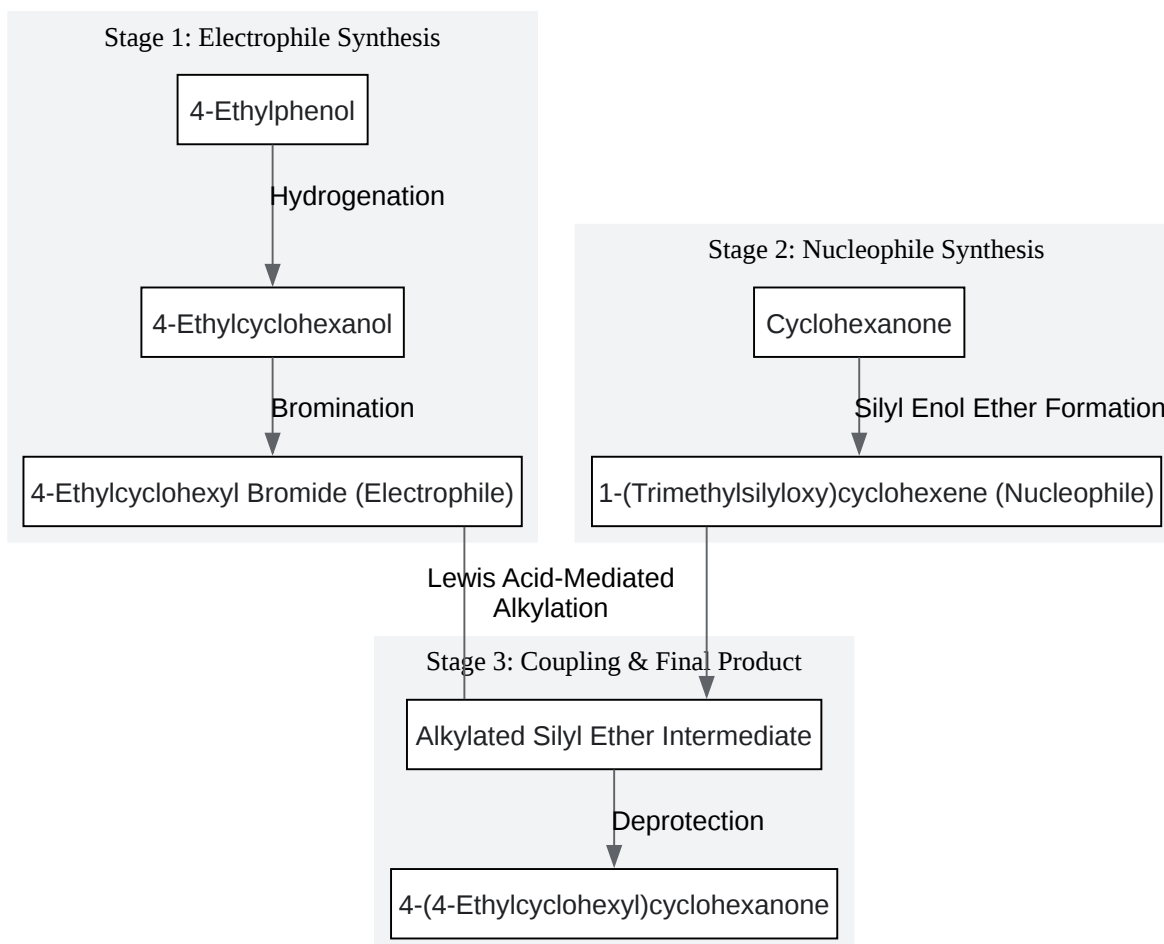 Stage 1: Electrophile Synthesis
4-Ethylphenol
Hydrogenation
4-Ethylcyclohexanol
Bromination
4-Ethylcyclohexyl Bromide (Electrophile)
Stage 2: Nucleophile Synthesis
Cyclohexanone
Silyl Enol Ether Formation
1-(Trimethylsilyloxy)cyclohexene (Nucleophile)
Lewis Acid-Mediated
Alkylation
Stage 3: Coupling & Final Product
Alkylated Silyl Ether Intermediate
Deprotection
4-(4-Ethylcyclohexyl)cyclohexanone